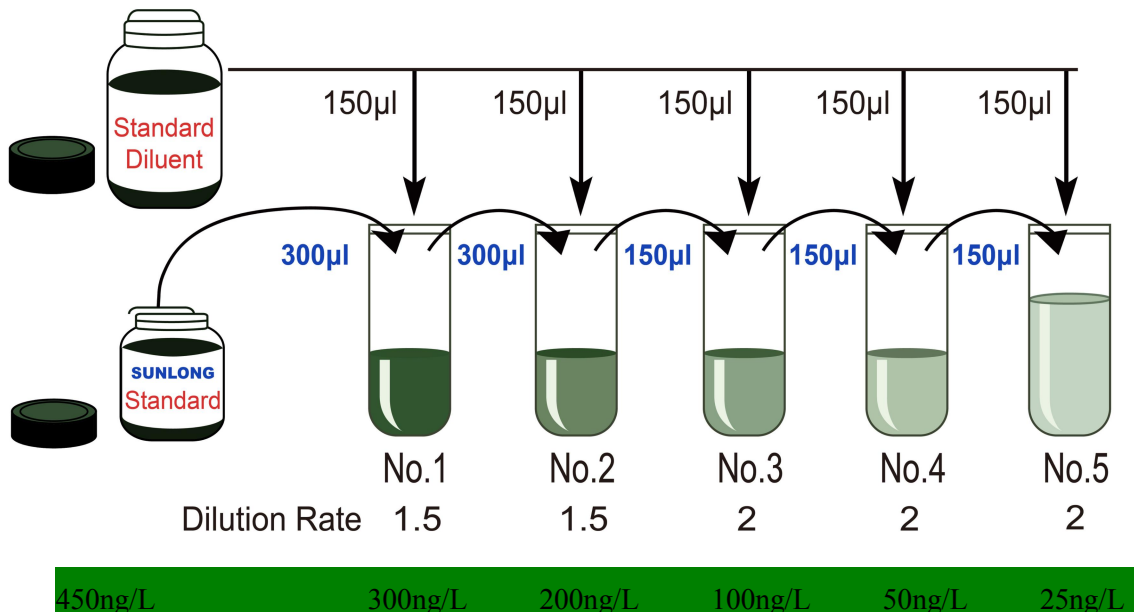 150µl 150µl 150µl 150µl 150µl
Standard
Diluent
300µl 300µl 150µl 150µl 150µl
SUNLONG
Standard
No.1 No.2 No.3 No.4 No.5
Dilution Rate 1.5 1.5 2 2 2
450ng/L 300ng/L 200ng/L 100ng/L 50ng/L 25ng/L